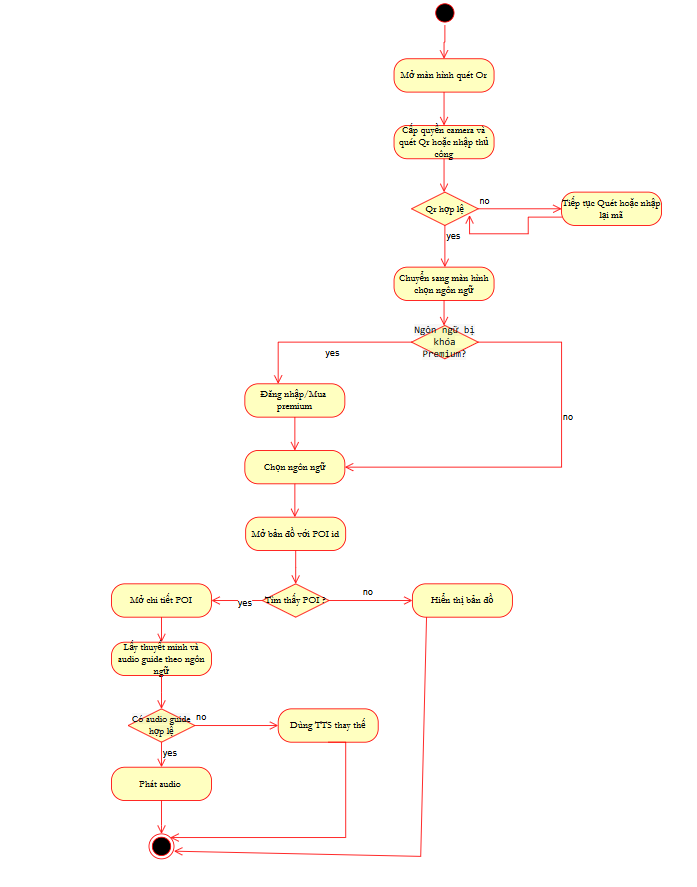 Mở màn hình quét Qr
Cấp quyền camera và
quét Qr hoặc nhập thủ
công
Qr hợp lệ
no
Tiếp tục Quét hoặc nhập
lại mã
yes
Chuyển sang màn hình
chọn ngôn ngữ
Ngôn ngữ bị
khóa
Premium?
yes
no
Đăng nhập/Mua
premium
Chọn ngôn ngữ
Mở bản đồ với POI id
Tìm thấy POI ?
yes
no
Mở chi tiết POI
Hiển thị bản đồ
Lấy thuyết minh và
audio guide theo ngôn
ngữ
Có audio guide
hợp lệ
no
Dùng TTS thay thế
yes
Phát audio